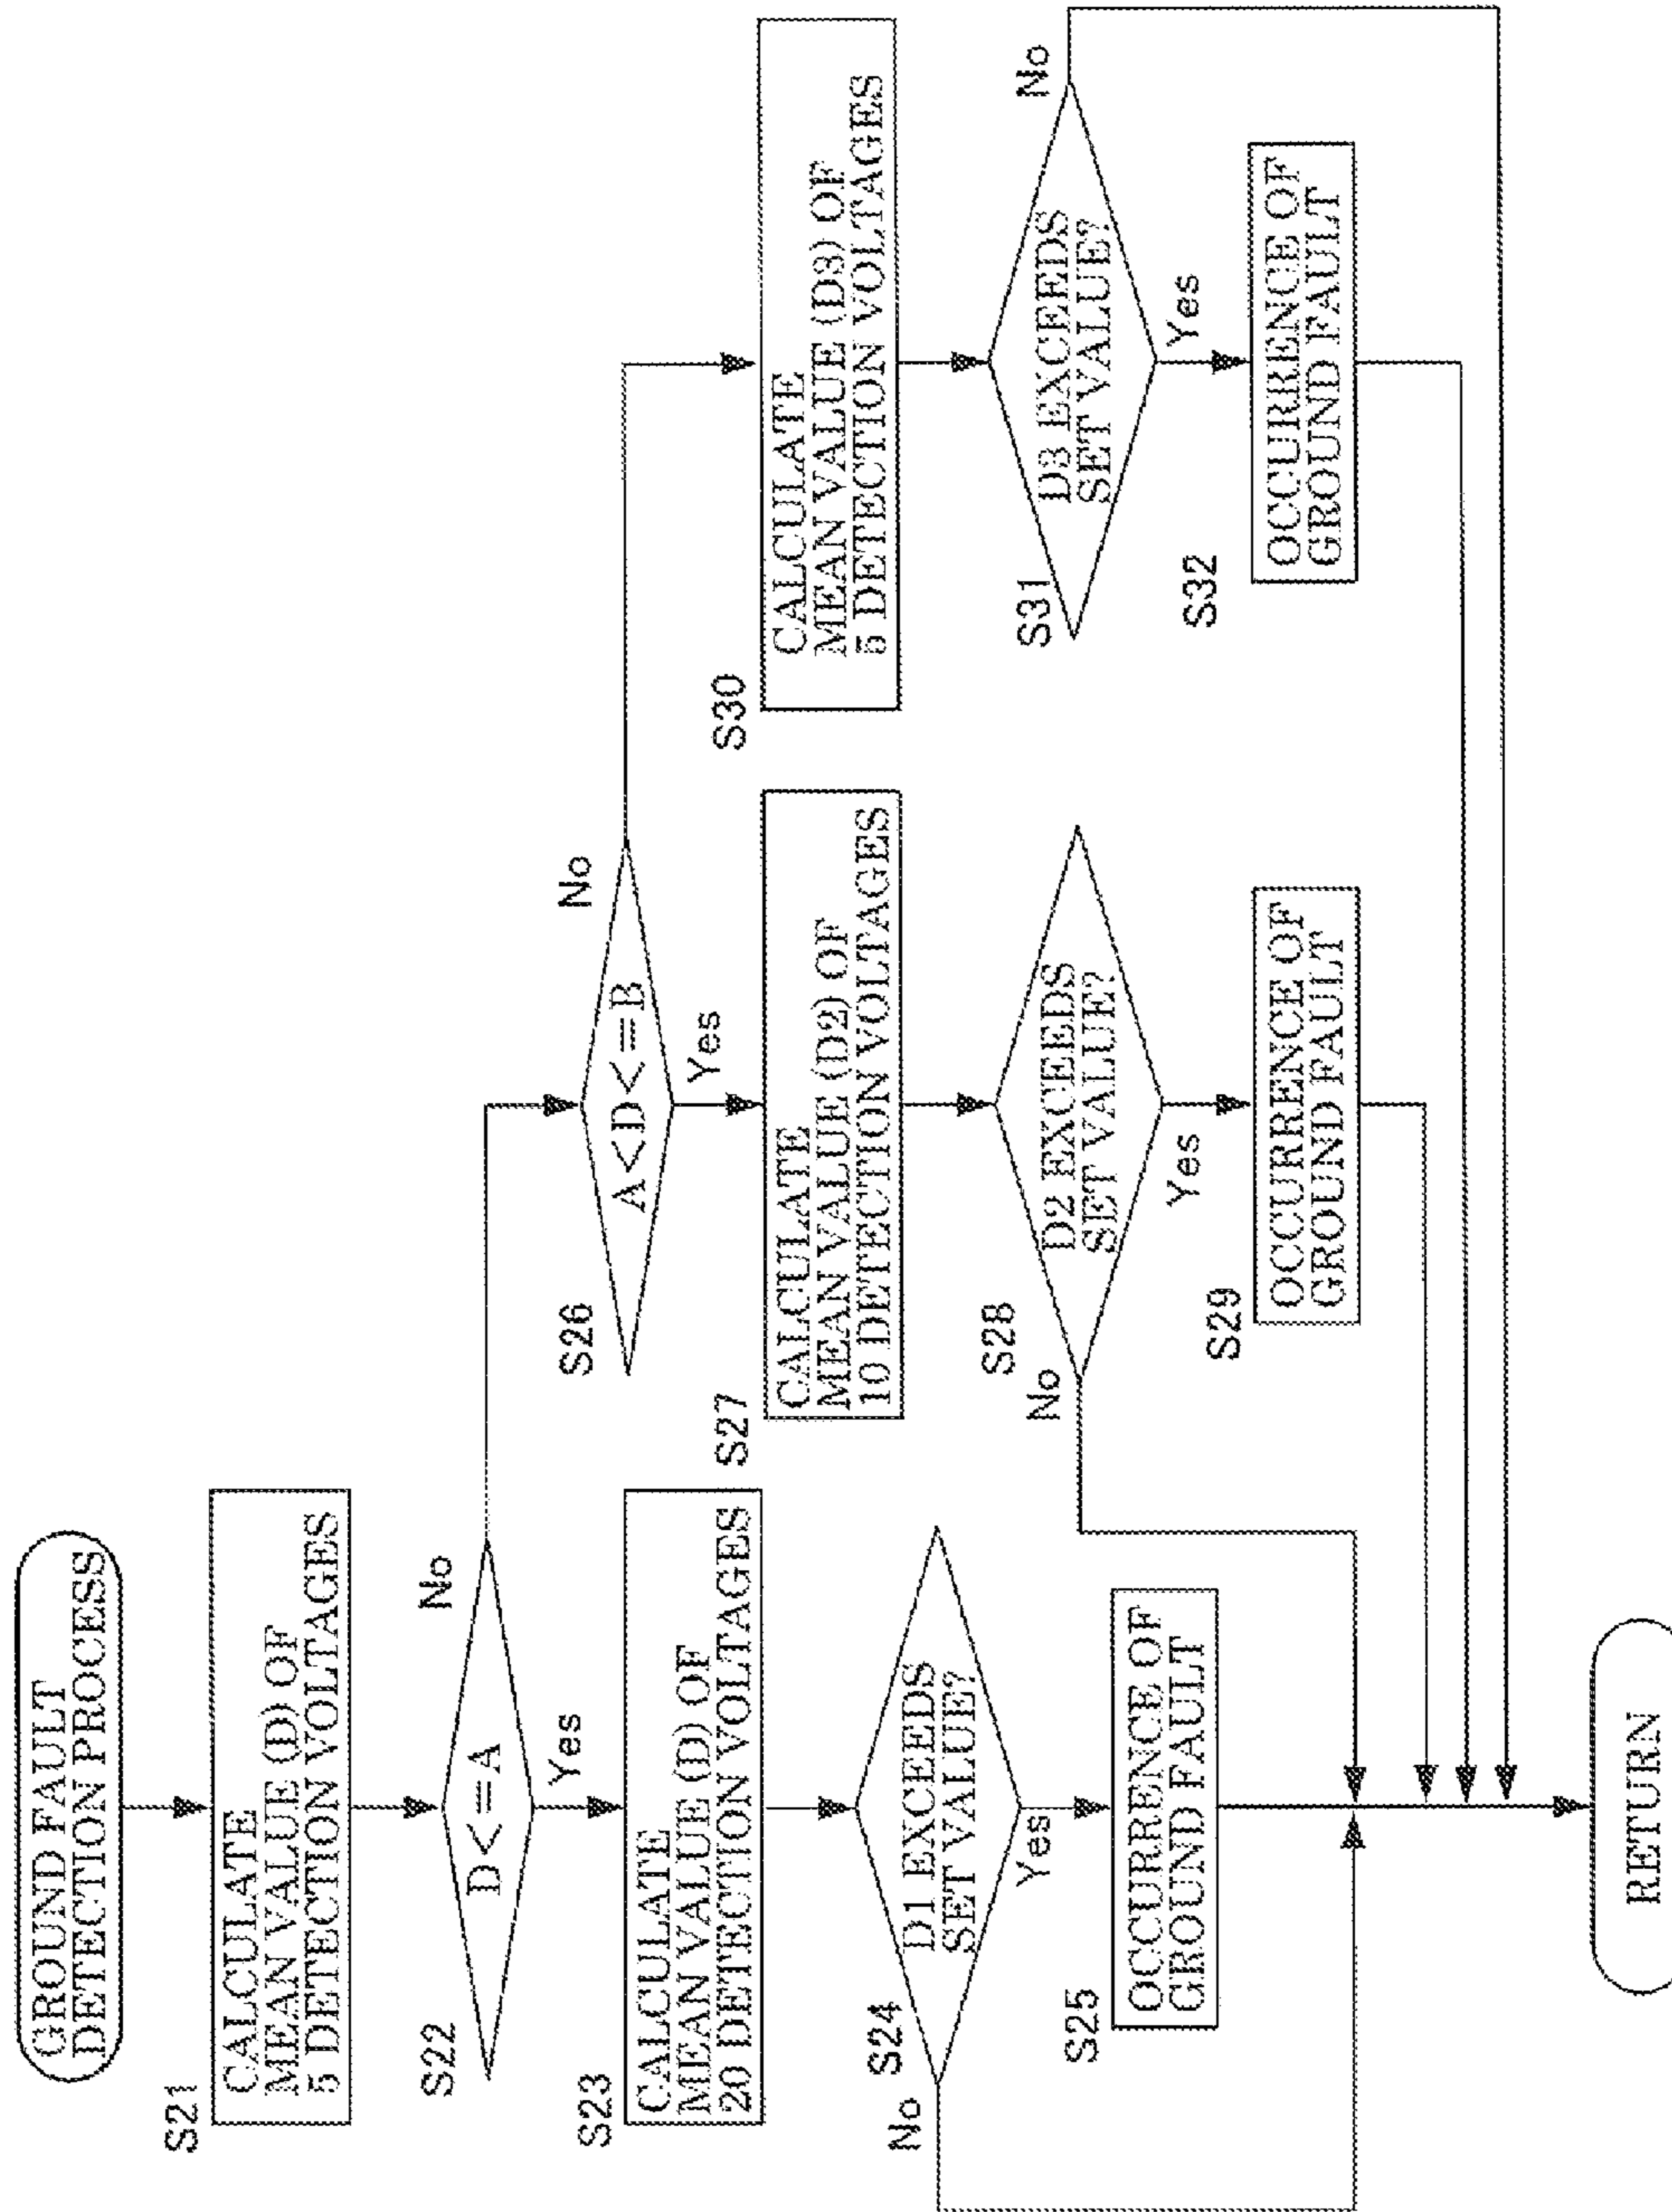 GROUND FAULT
DETECTION PROCESS
S21
CALCULATE
MEAN VALUE (D) OF
5 DETECTION VOLTAGES
S22
D<=A
No
Yes
S23
CALCULATE
MEAN VALUE (D) OF
20 DETECTION VOLTAGES
S24
D1 EXCEEDS
SET VALUE?
No
Yes
S25
OCCURRENCE OF
GROUND FAULT
S26
A<D<=B
No
Yes
S27
CALCULATE
MEAN VALUE (D2) OF
10 DETECTION VOLTAGES
S28
D2 EXCEEDS
SET VALUE?
No
Yes
S29
OCCURRENCE OF
GROUND FAULT
S30
CALCULATE
MEAN VALUE (D3) OF
5 DETECTION VOLTAGES
S31
D3 EXCEEDS
SET VALUE?
No
Yes
S32
OCCURRENCE OF
GROUND FAULT
RETURN